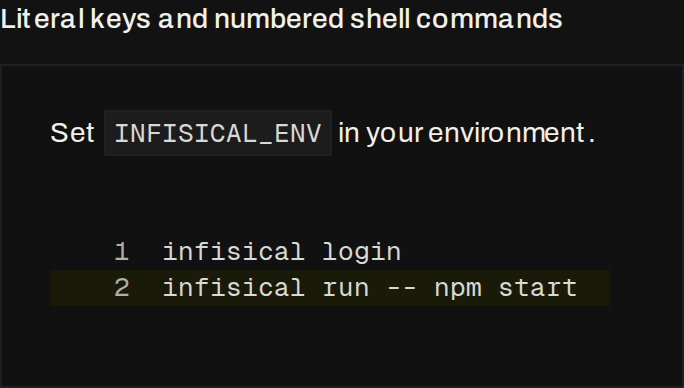 Literal keys and numbered shell commands
Set INFISICAL_ENV in your environment.
1 infisical login
2 infisical run -- npm start